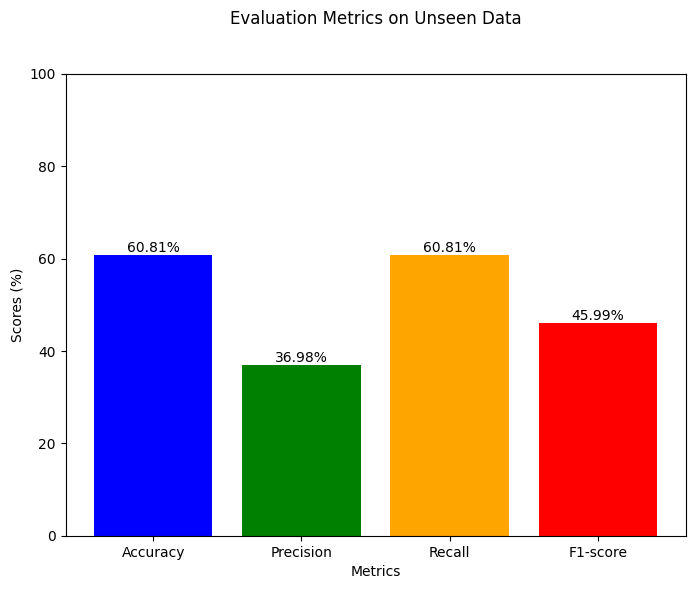 Evaluation Metrics on Unseen Data
100
80
60
40
20
0
Scores (%)
60.81%
36.98%
60.81%
45.99%
Accuracy
Precision
Recall
F1-score
Metrics